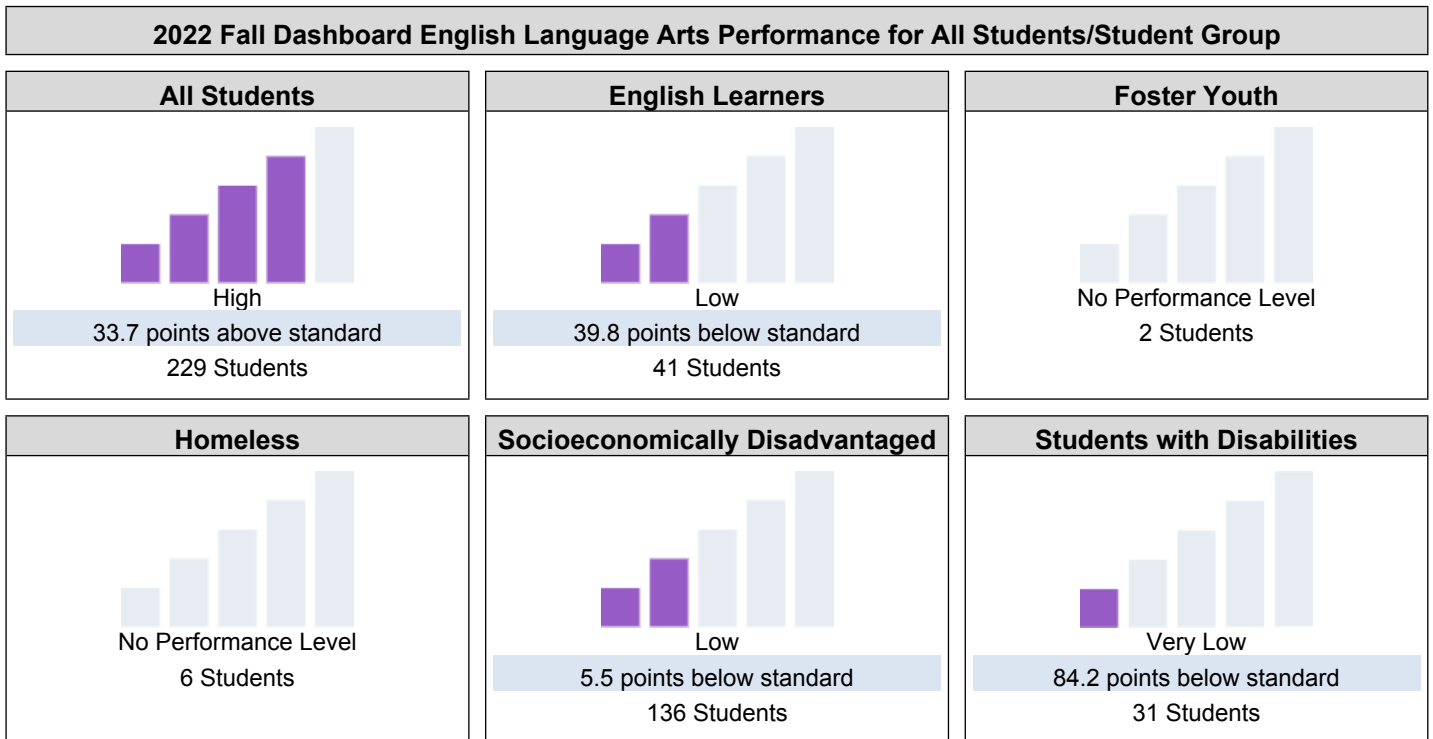 2022 Fall Dashboard English Language Arts Performance for All Students/Student Group
All Students
High
33.7 points above standard
229 Students
English Learners
Low
39.8 points below standard
41 Students
Foster Youth
No Performance Level
2 Students
Homeless
No Performance Level
6 Students
Socioeconomically Disadvantaged
Low
5.5 points below standard
136 Students
Students with Disabilities
Very Low
84.2 points below standard
31 Students